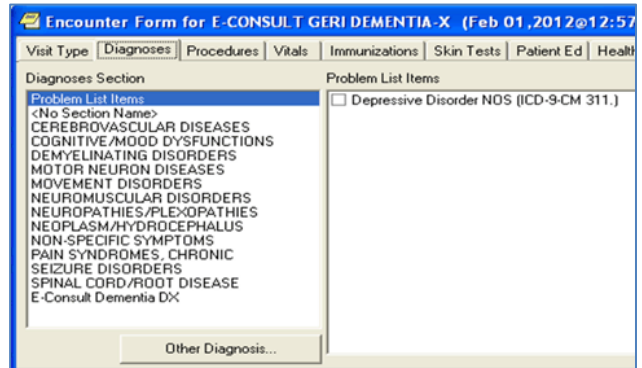 Encounter Form for E-CONSULT GERI DEMENTIA-X (Feb 01,2012@12:57
Visit Type Diagnoses Procedures Vitals Immunizations Skin Tests Patient Ed Health
Diagnoses Section
Problem List Items
<No Section Name>
CEREBROVASCULAR DISEASES
COGNITIVE/MOOD DYSFUNCTIONS
DEMYELINATING DISORDERS
MOTOR NEURON DISEASES
MOVEMENT DISORDERS
NEUROMUSCULAR DISORDERS
NEUROPATHIES/PLEXOPATHIES
NEOPLASM/HYDROCEPHALUS
NON-SPECIFIC SYMPTOMS
PAIN SYNDROMES, CHRONIC
SEIZURE DISORDERS
SPINAL CORD/ROOT DISEASE
E-Consult Dementia DX
Other Diagnosis...
Problem List Items
Depressive Disorder NOS (ICD-9-CM 311.)